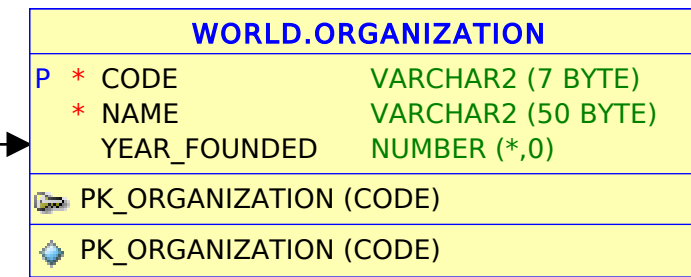 WORLD.ORGANIZATION
P * CODE VARCHAR2 (7 BYTE)
* NAME VARCHAR2 (50 BYTE)
YEAR_FOUNDED NUMBER (*,0)
PK_ORGANIZATION (CODE)
PK_ORGANIZATION (CODE)